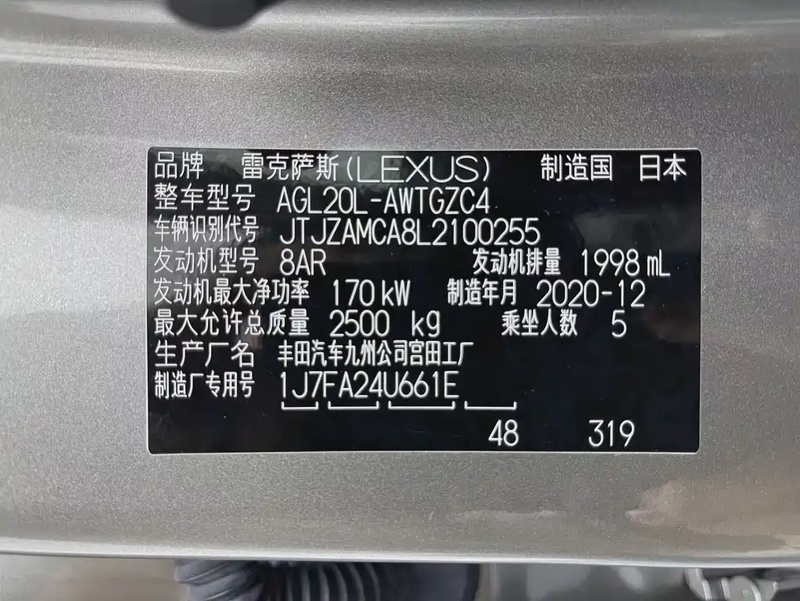 品牌 雷克萨斯(LEXUS) 制造国 日本
整车型号 AGL20L-AWTGZC4
车辆识别代号 JTJZAMCA8L2100255
发动机型号 8AR 发动机排量 1998 mL
发动机最大净功率 170 kW 制造年月 2020-12
最大允许总质量 2500 kg 乘坐人数 5
生产厂名 丰田汽车九州公司宫田工厂
制造厂专用号 1J7FA24U661E
48 319